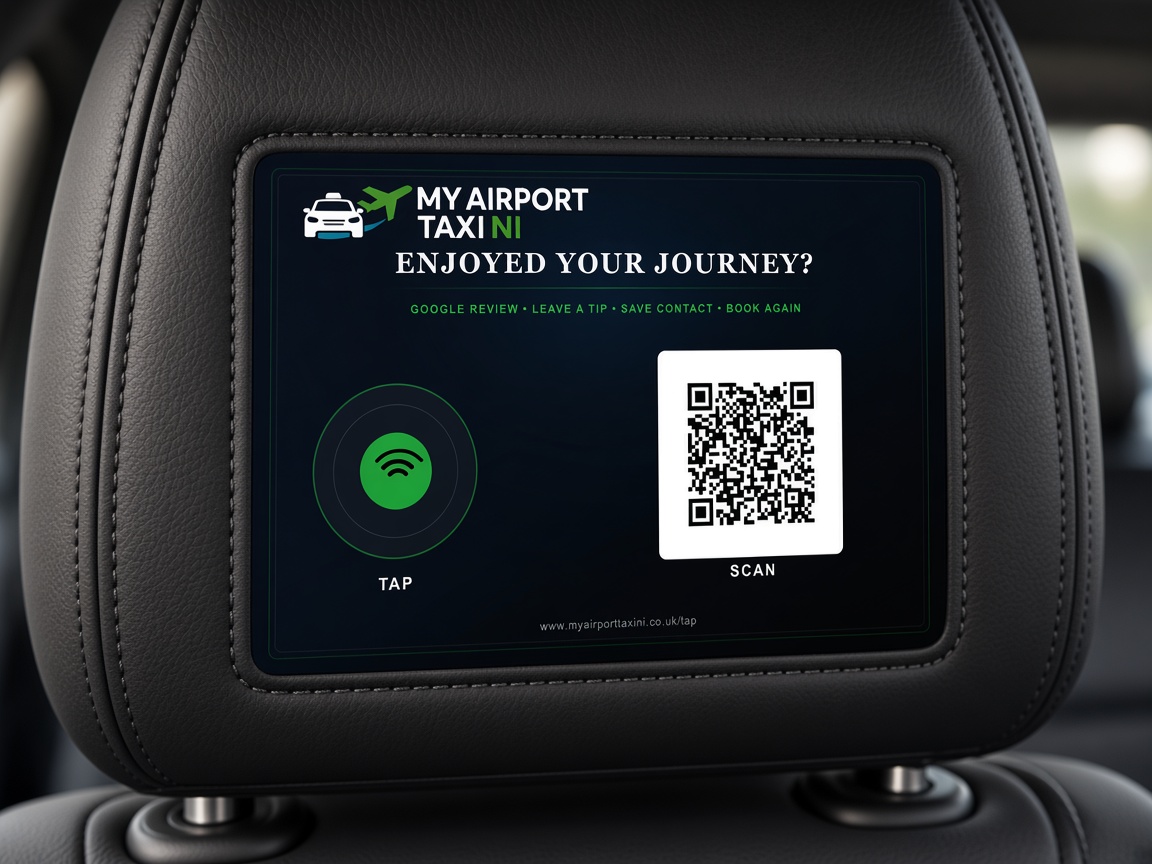 MY AIRPORT
TAXI NI
ENJOYED YOUR JOURNEY?
GOOGLE REVIEW • LEAVE A TIP • SAVE CONTACT • BOOK AGAIN
TAP
SCAN
www.myairporttaxini.co.uk/tap